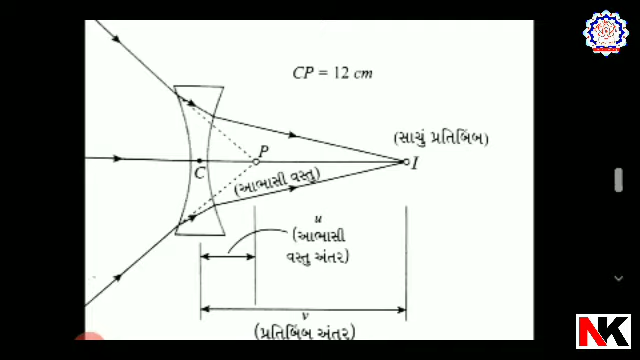 CP = 12 cm
(સાચું પ્રતિબિંબ)
P
C
I
(આભાસી વસ્તુ)
u
(આભાસી
વસ્તુ અંતર)
v
(પ્રતિબિંબ અંતર)
NK